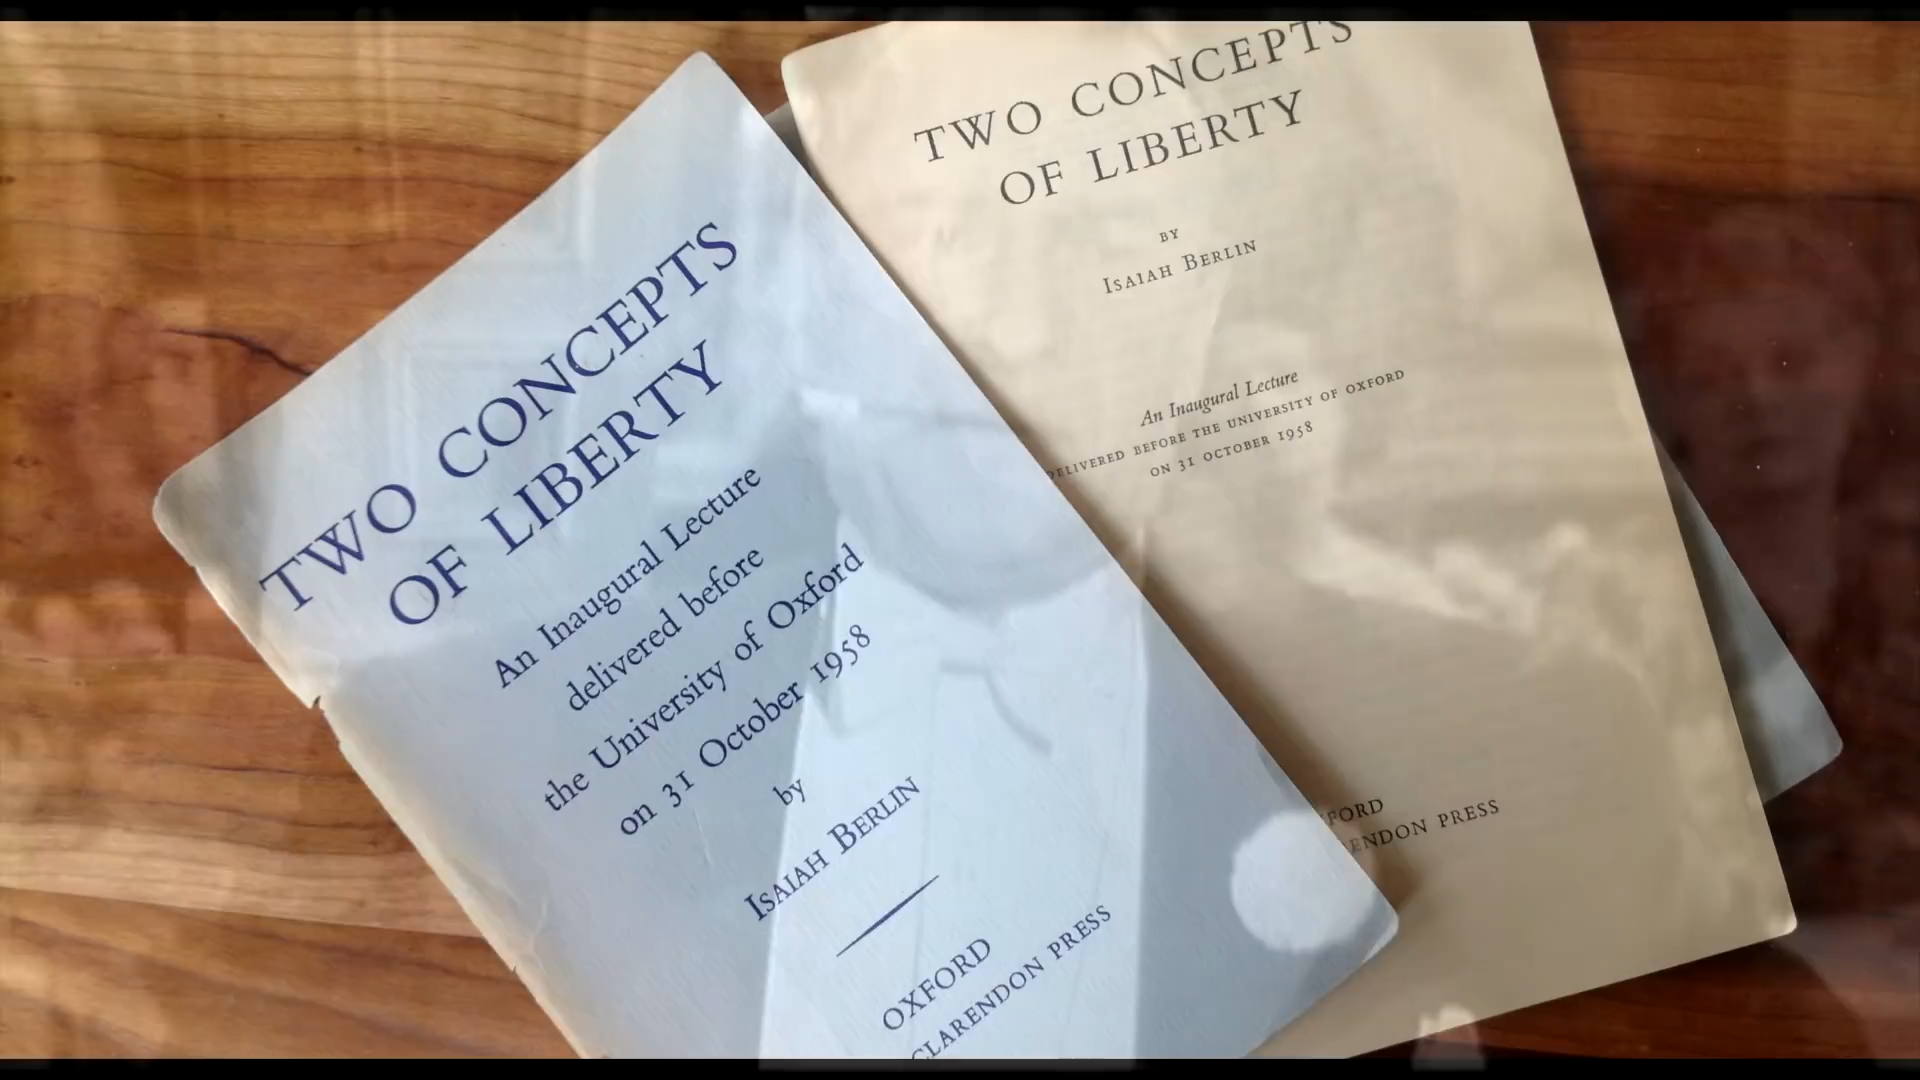 TWO CONCEPTS
OF LIBERTY
An Inaugural Lecture
delivered before
the University of Oxford
on 31 October 1958
by
ISAIAH BERLIN
OXFORD
CLARENDON PRESS
TWO CONCEPTS
OF LIBERTY
BY
ISAIAH BERLIN
An Inaugural Lecture
DELIVERED BEFORE THE UNIVERSITY OF OXFORD
ON 31 OCTOBER 1958
FORD
ENDON PRESS